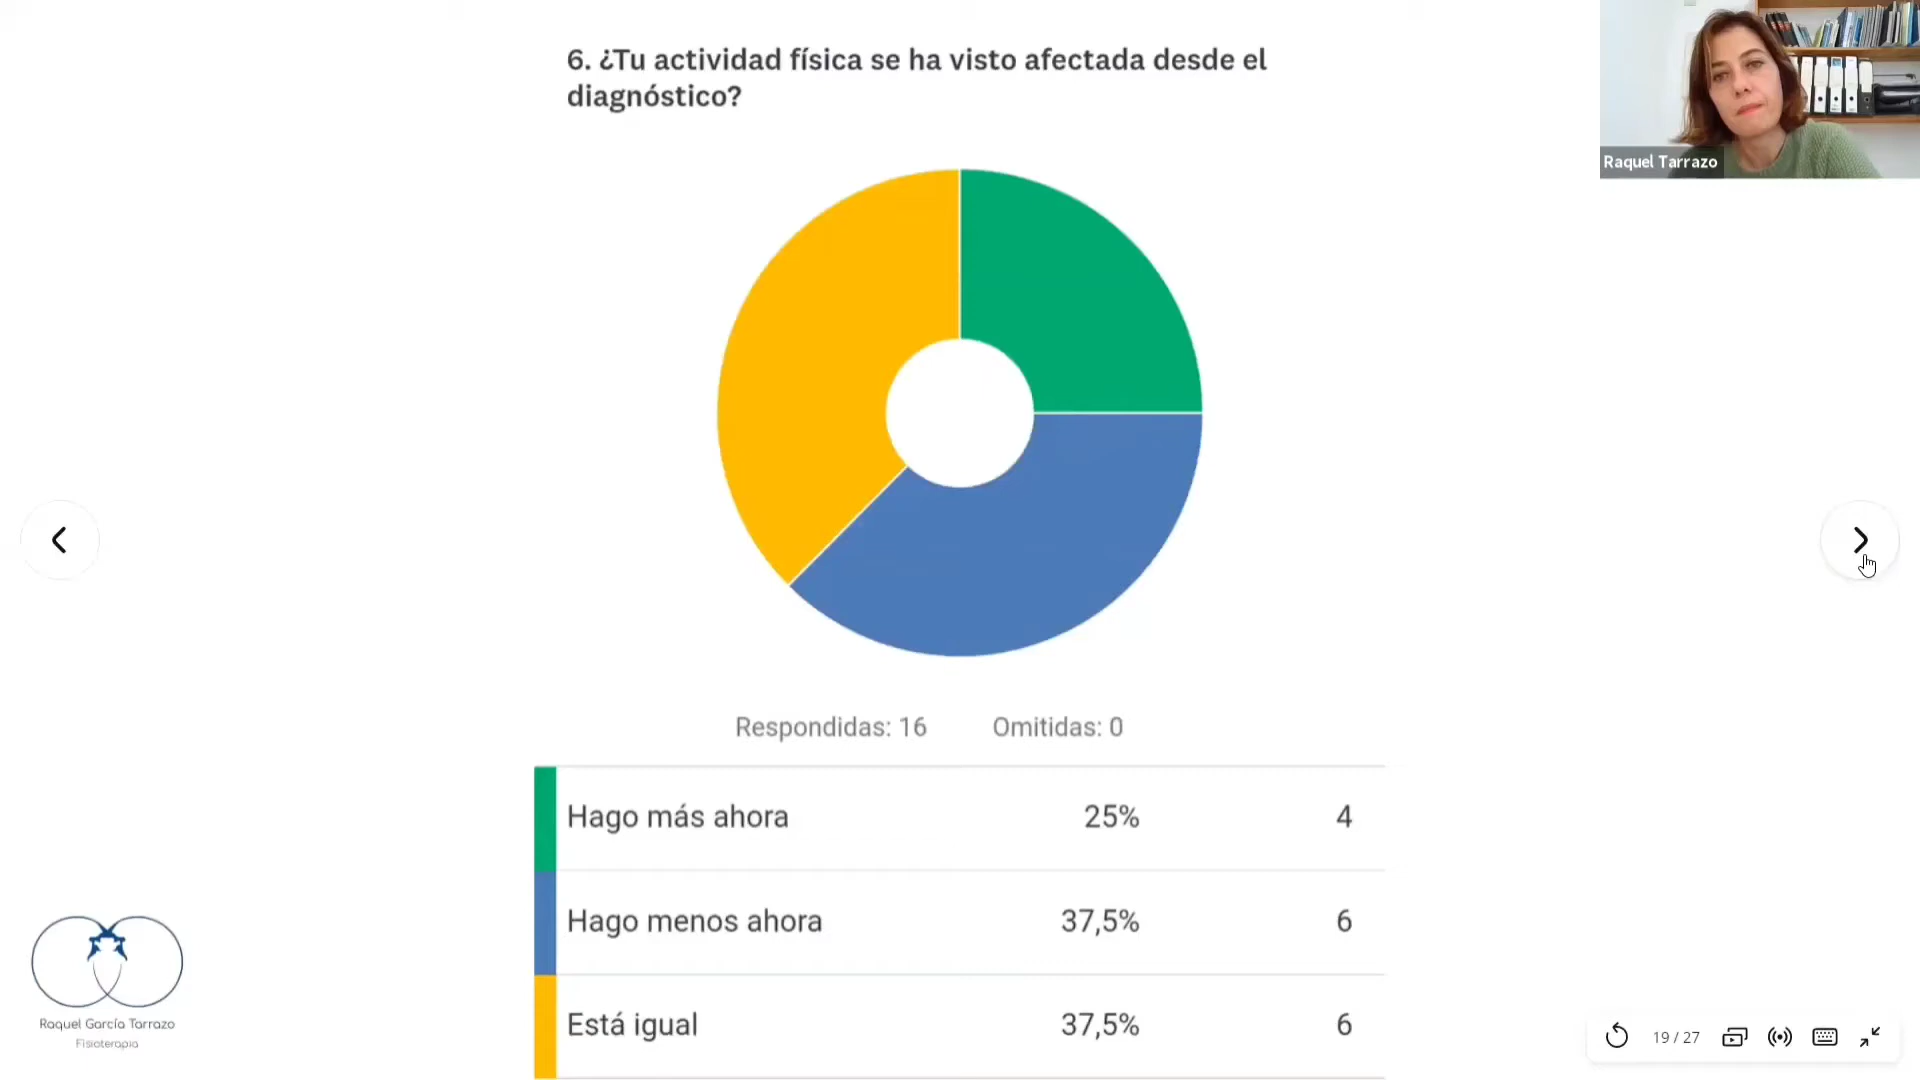 6. ¿Tu actividad física se ha visto afectada desde el
diagnóstico?
Raquel Tarrazo
Respondidas: 16 Omitidas: 0
Hago más ahora 25% 4
Hago menos ahora 37,5% 6
Está igual 37,5% 6
Raquel García Tarrazo
Fisioterapia
19 / 27